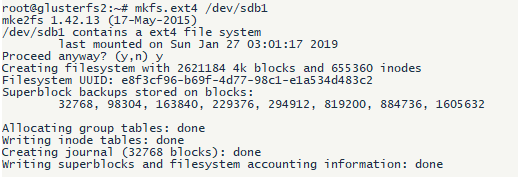 root@glusterfs2:~# mkfs.ext4 /dev/sdb1
mke2fs 1.42.13 (17-May-2015)
/dev/sdb1 contains a ext4 file system
        last mounted on Sun Jan 27 03:01:17 2019
Proceed anyway? (y,n) y
Creating filesystem with 2621184 4k blocks and 655360 inodes
Filesystem UUID: e8f3cf96-b69f-4d77-98c1-e1a534d483c2
Superblock backups stored on blocks:
        32768, 98304, 163840, 229376, 294912, 819200, 884736, 1605632

Allocating group tables: done
Writing inode tables: done
Creating journal (32768 blocks): done
Writing superblocks and filesystem accounting information: done